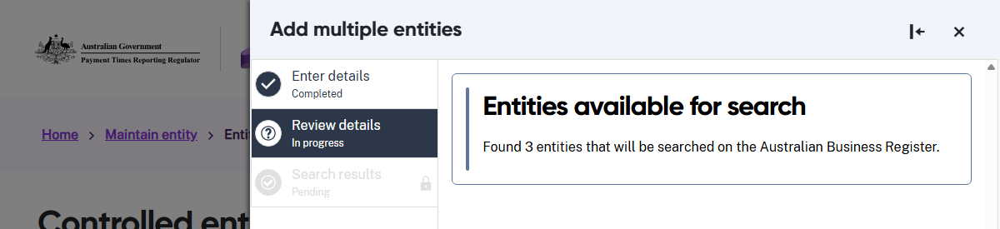 Australian Government
Payment Times Reporting Regulator
Home > Maintain entity > Enti
Controlled ent
Add multiple entities
Enter details
Completed
Review details
In progress
Search results
Pending
Entities available for search
Found 3 entities that will be searched on the Australian Business Register.